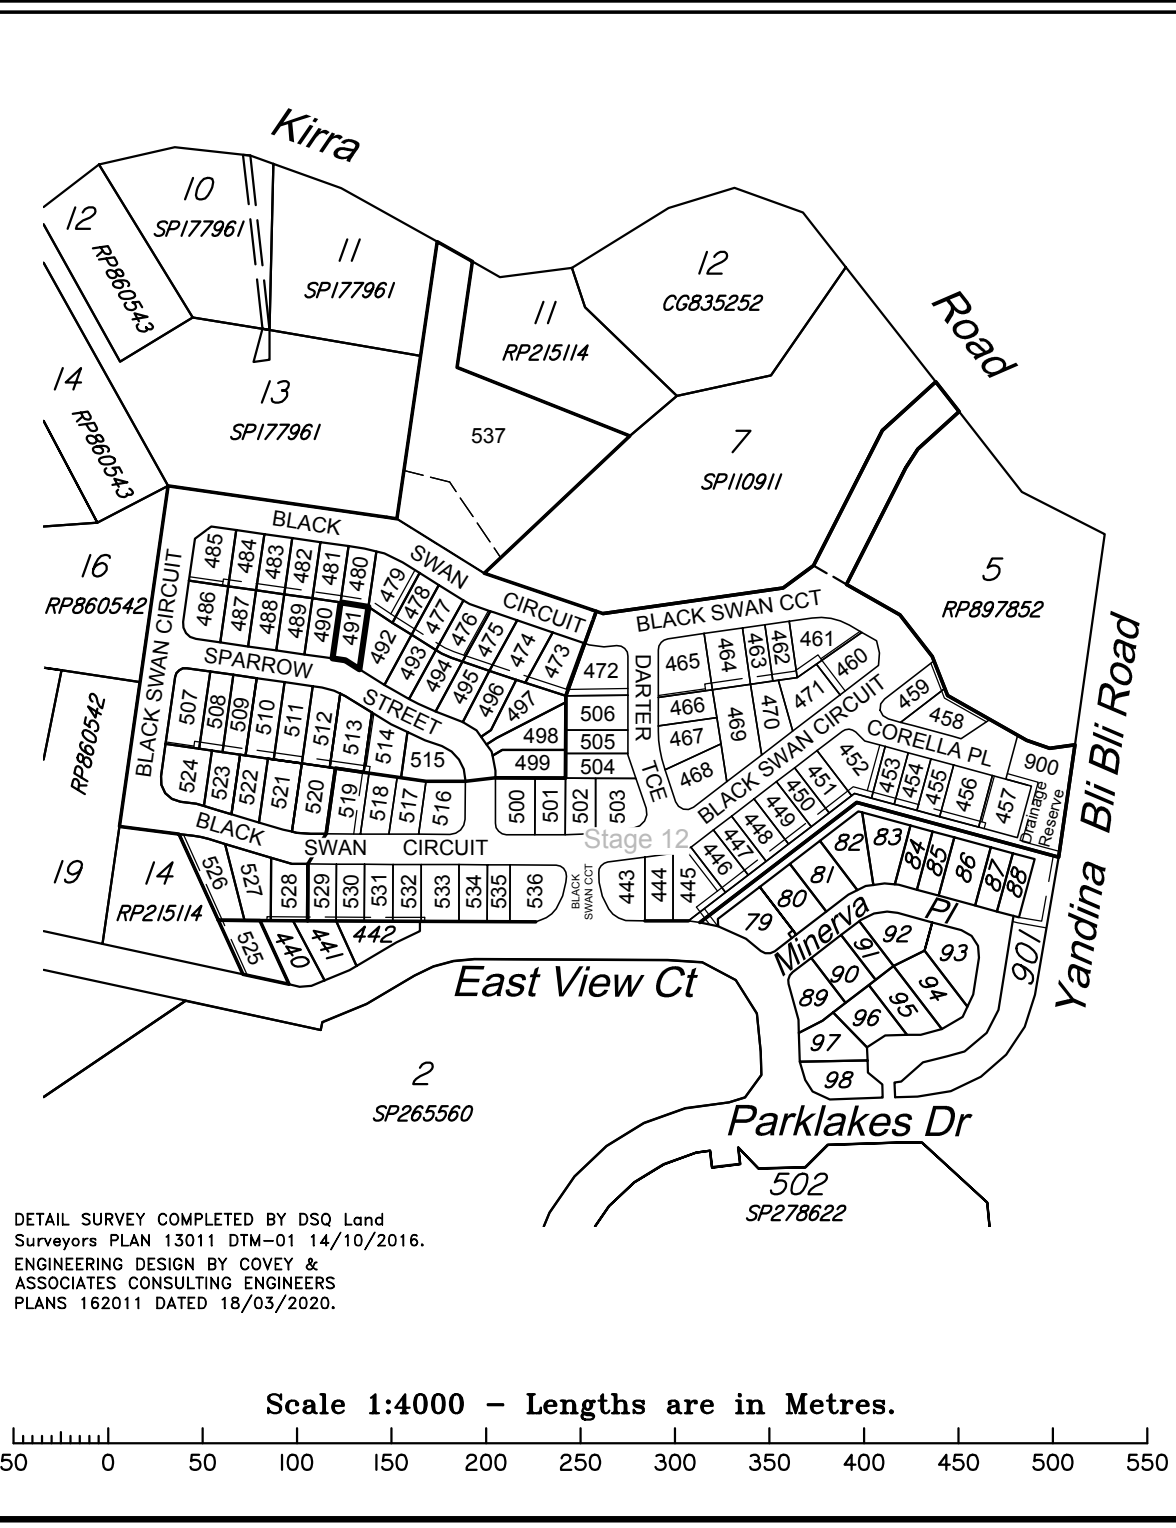 Kirra
Road
10
SP177961
12
RP860543
11
SP177961
12
CG835252
11
RP215114
14
RP860543
13
SP177961
537
7
SP110911
5
RP897852
16
RP860542
RP860542
19
14
RP215114
BLACK
SWAN
CIRCUIT
BLACK SWAN CCT
BLACK SWAN CIRCUIT
485
484
483
482
481
480
479
478
477
476
475
474
473
486
487
488
489
490
491
492
493
494
495
496
497
498
499
SPARROW
STREET
507
508
509
510
511
512
513
514
515
524
523
522
521
520
519
518
517
516
472
506
505
504
500
501
502
503
DARTER
TCE
465
464
463
462
461
460
466
467
468
469
470
471
BLACK SWAN CIRCUIT
459
458
CORELLA PL
900
Drainage
Reserve
452
453
454
455
456
457
451
450
449
448
447
446
BLACK
SWAN
CIRCUIT
Stage 12
526
527
528
529
530
531
532
533
534
535
536
BLACK
SWAN CCT
443
444
445
525
440
441
442
79
80
81
82
83
84
85
86
87
88
Minerva
Pl
92
93
91
90
89
94
95
96
97
98
901
Yandina Bli Bli Road
East View Ct
2
SP265560
Parklakes Dr
502
SP278622
DETAIL SURVEY COMPLETED BY DSQ Land
Surveyors PLAN 13011 DTM-01 14/10/2016.
ENGINEERING DESIGN BY COVEY &
ASSOCIATES CONSULTING ENGINEERS
PLANS 162011 DATED 18/03/2020.
Scale 1:4000 - Lengths are in Metres.
50 0 50 100 150 200 250 300 350 400 450 500 550